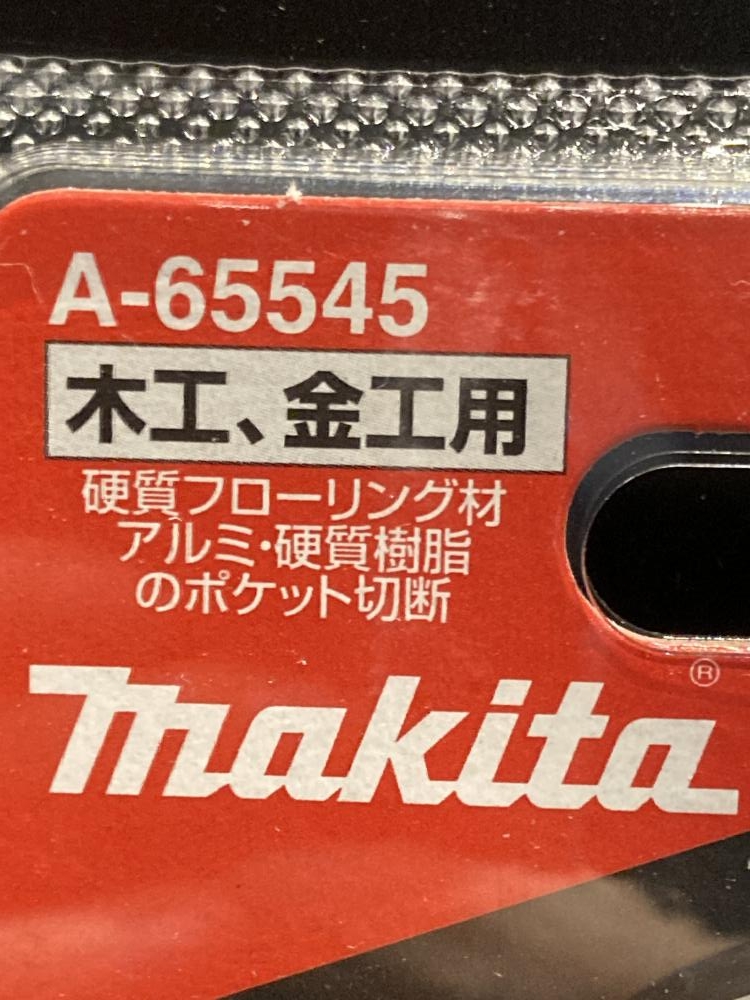 A-65545
木工、金工用
硬質フローリング材
アルミ・硬質樹脂
のポケット切断
makita®